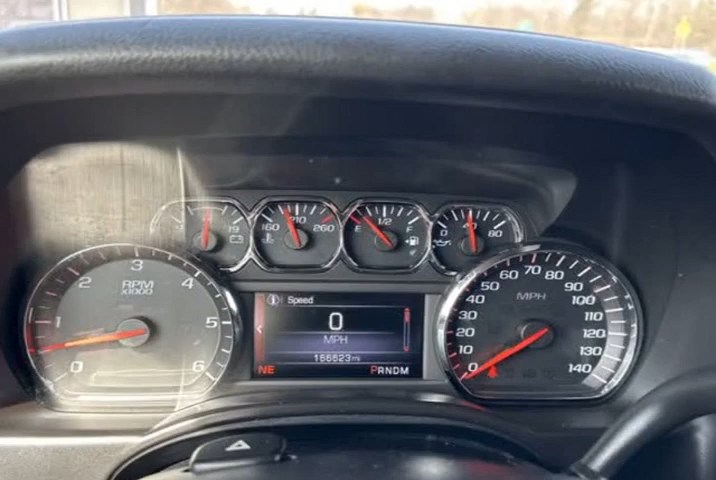 19
160 210 260
E 1/2 F
0 40 80
RPM
x1000
0 1 2 3 4 5 6
Speed
0
MPH
166623mi
NE PRNDM
MPH
0 10 20 30 40 50 60 70 80 90 100 110 120 130 140